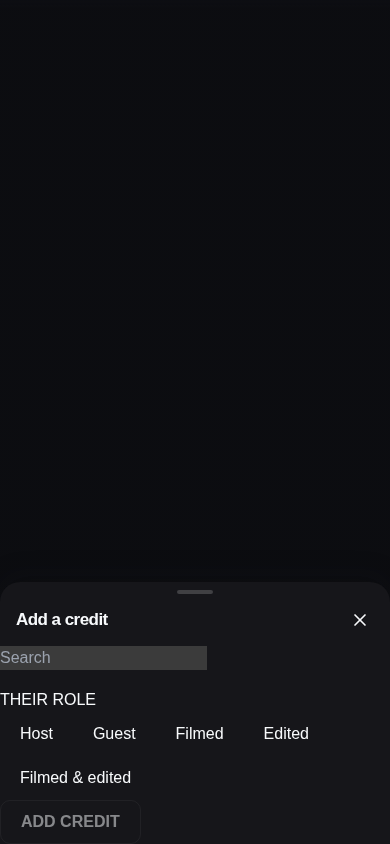 Add a credit
Search
THEIR ROLE
Host Guest Filmed Edited
Filmed & edited
ADD CREDIT